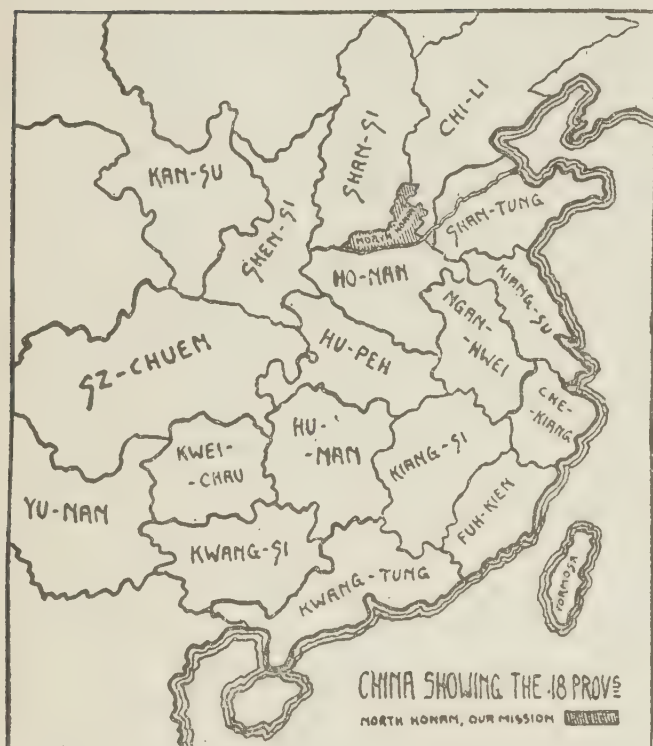 CHI-LI
SHAN-SI
KAN-SU
SHEN-SI
NORTH HONAN
SHAN-TUNG
HO-NAN
KIANG-SU
NGAN-
-HWEI
HU-PEH
SZ-CHUEN
CHE-
-KIANG
HU-
-NAN
KWEI-
-CHAU
KIANG-SI
YU-NAN
FUH-KIEN
KWANG-SI
KWANG-TUNG
FORMOSA
CHINA SHOWING THE 18 PROVS
NORTH HONAN, OUR MISSION